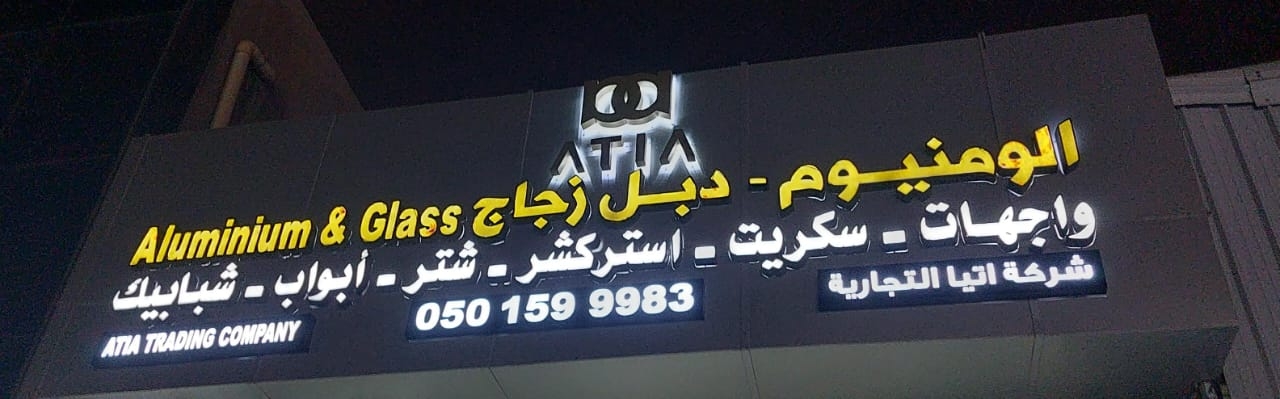 ATIA
الومنيوم - دبل زجاج Aluminium & Glass
واجهات - سكريت - استركشر - شتر - أبواب - شبابيك
شركة اتيا التجارية 050 159 9983 ATIA TRADING COMPANY